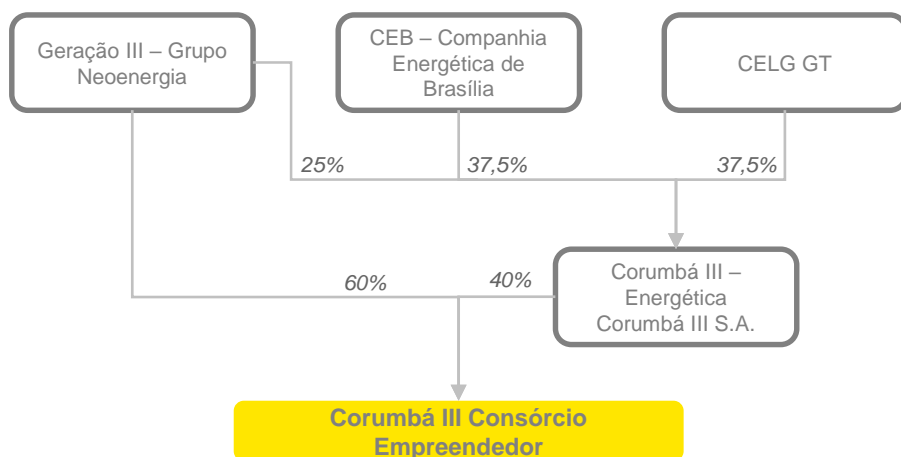 Geração III – Grupo
Neoenergia
CEB – Companhia
Energética de
Brasília
CELG GT
25%
37,5%
37,5%
60%
40%
Corumbá III –
Energética
Corumbá III S.A.
Corumbá III Consórcio
Empreendedor